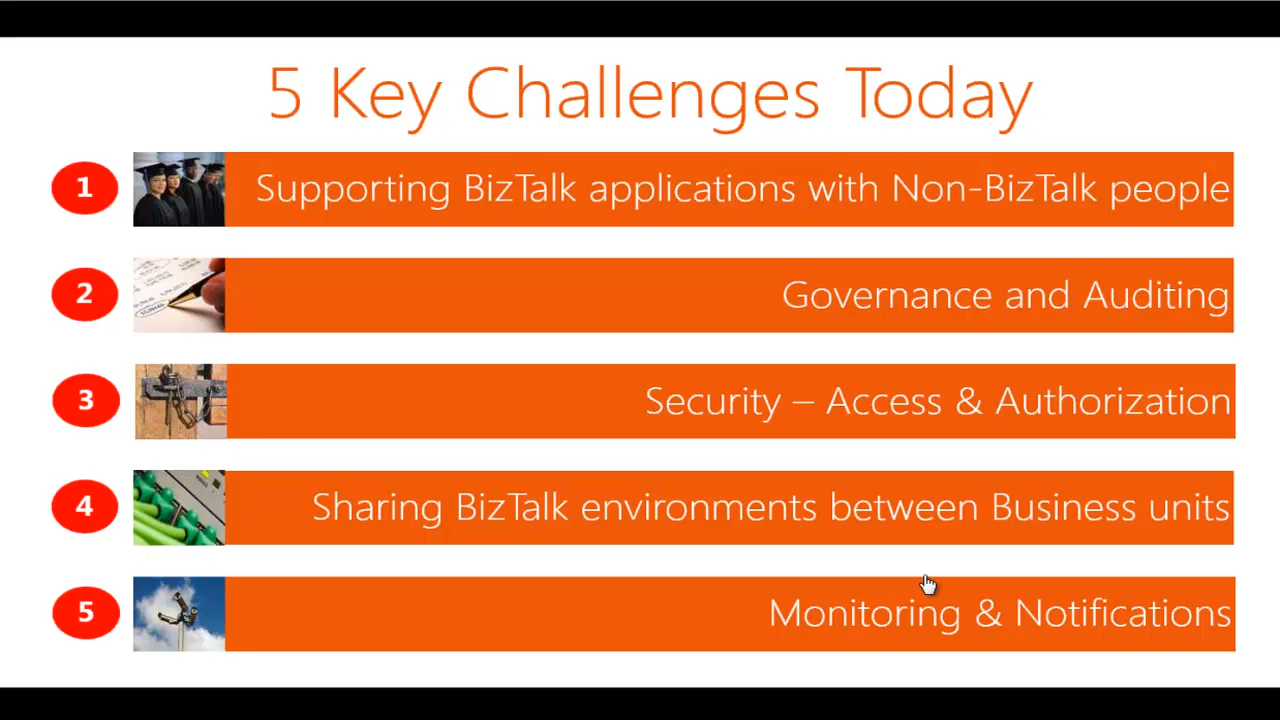 5 Key Challenges Today
1 Supporting BizTalk applications with Non-BizTalk people
2 Governance and Auditing
3 Security – Access & Authorization
4 Sharing BizTalk environments between Business units
5 Monitoring & Notifications